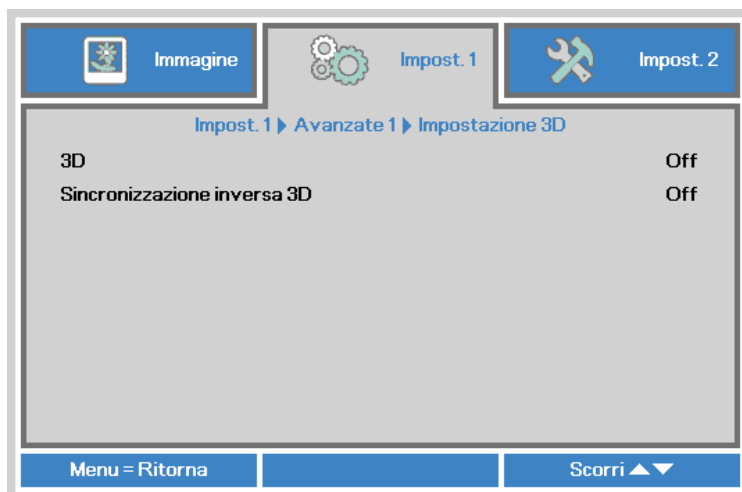 Immagine
Impost. 1
Impost. 2
Impost. 1 Avanzate 1 Impostazione 3D
3D Off
Sincronizzazione inversa 3D Off
Menu = Ritorna
Scorri